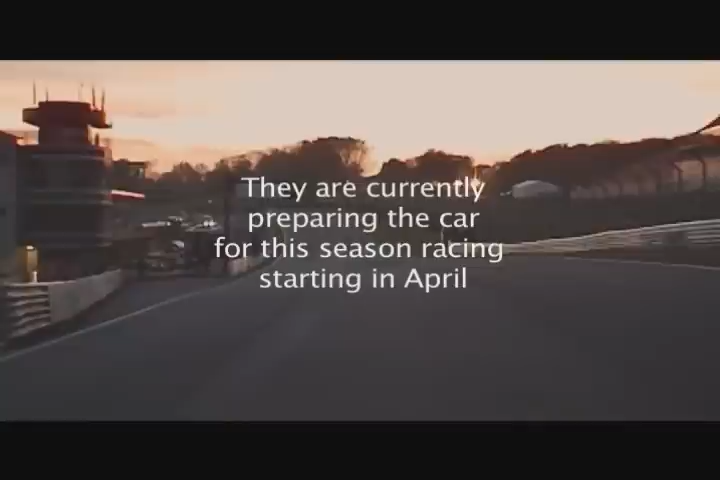 They are currently
preparing the car
for this season racing
starting in April